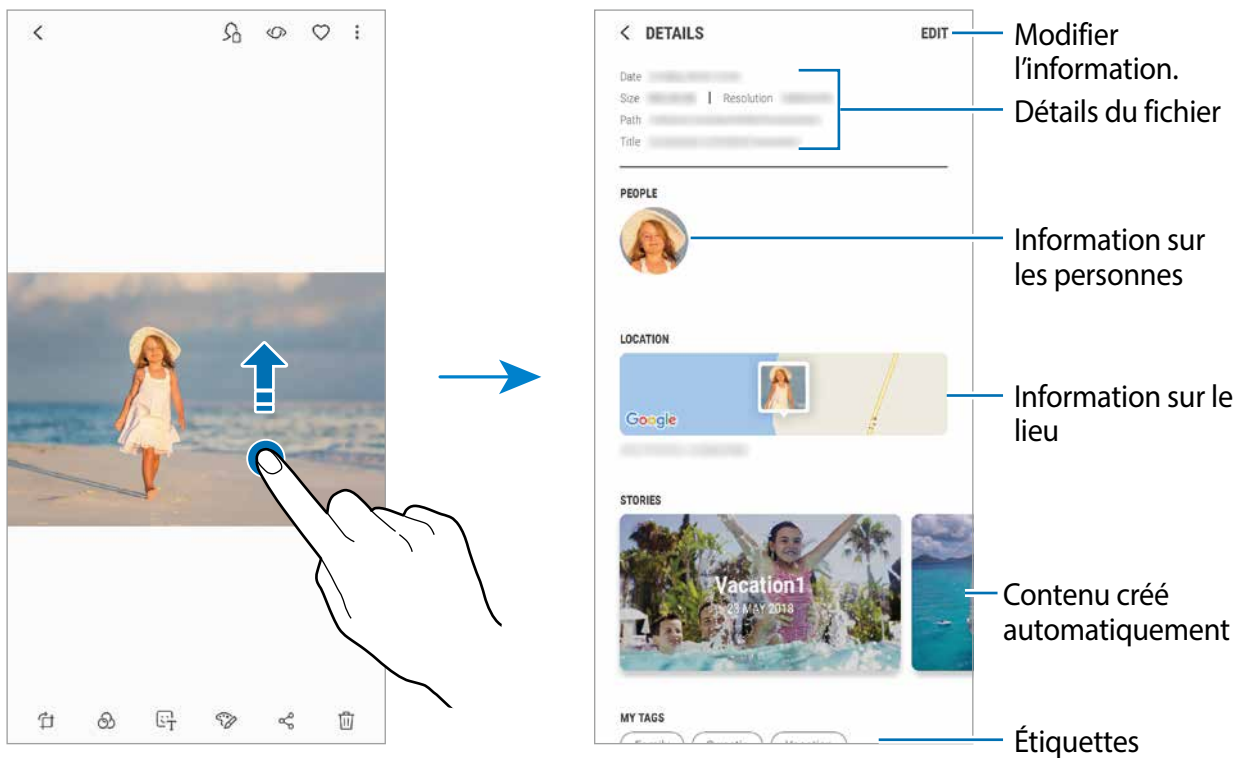 DETAILS
EDIT
Modifier
l'information.
Date
Size | Resolution
Path
Title
Détails du fichier
PEOPLE
Information sur
les personnes
LOCATION
Google
Information sur le
lieu
STORIES
Vacation1
23 MAY 2018
Contenu créé
automatiquement
MY TAGS
Étiquettes